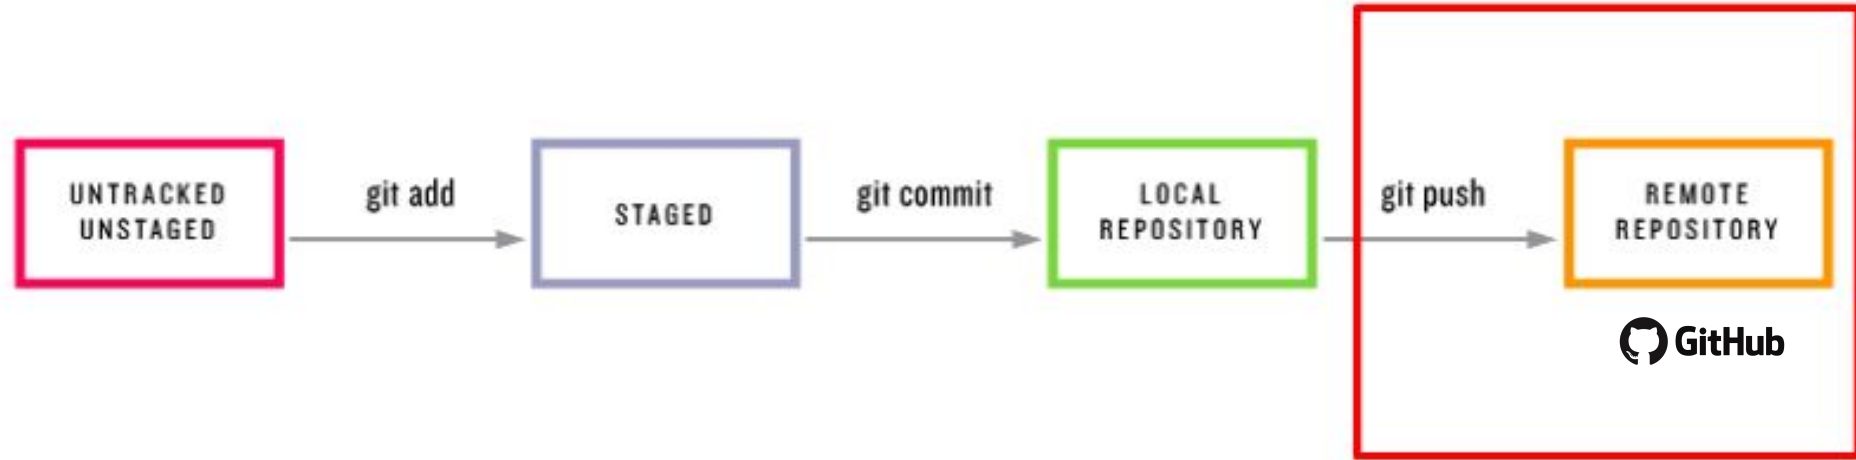 UNTRACKED
UNSTAGED
git add
STAGED
git commit
LOCAL
REPOSITORY
git push
REMOTE
REPOSITORY
GitHub